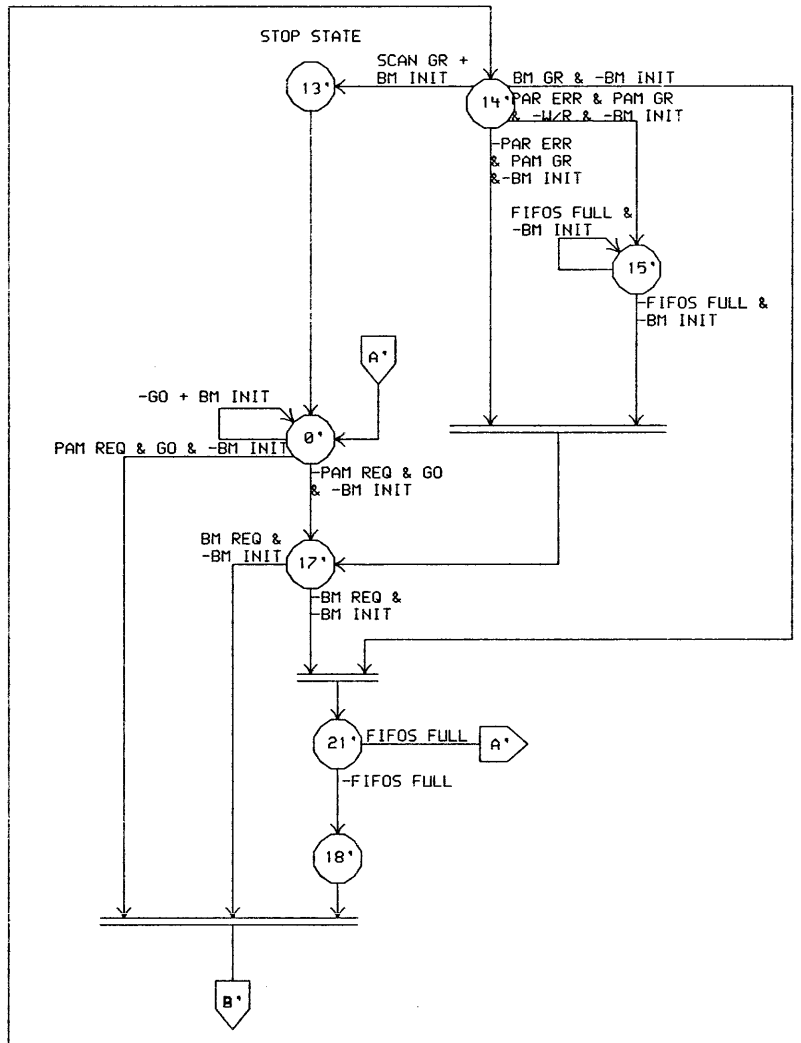 STOP STATE
SCAN GR +
BM INIT
13'
14'
BM GR & -BM INIT
PAR ERR & PAM GR
& -W/R & -BM INIT
-PAR ERR
& PAM GR
&-BM INIT
FIFOS FULL &
-BM INIT
15'
-FIFOS FULL &
-BM INIT
A'
-GO + BM INIT
0'
PAM REQ & GO & -BM INIT
-PAM REQ & GO
& -BM INIT
BM REQ &
-BM INIT
17'
-BM REQ &
-BM INIT
21'
FIFOS FULL
A'
-FIFOS FULL
18'
B'